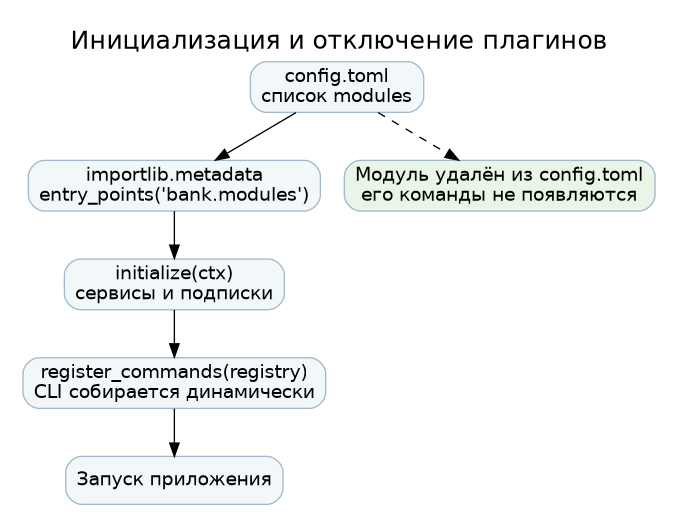 Инициализация и отключение плагинов
config.toml
список modules
importlib.metadata
entry_points('bank.modules')
Модуль удалён из config.toml
его команды не появляются
initialize(ctx)
сервисы и подписки
register_commands(registry)
CLI собирается динамически
Запуск приложения